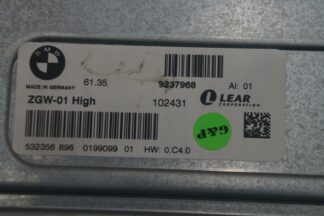 BMW
MADE IN GERMANY
61.35 9237968 AI: 01
ZGW-01 High 102431 LEAR
CORPORATION
G&P
532356 896 0199099 01 HW: 0.C4.0